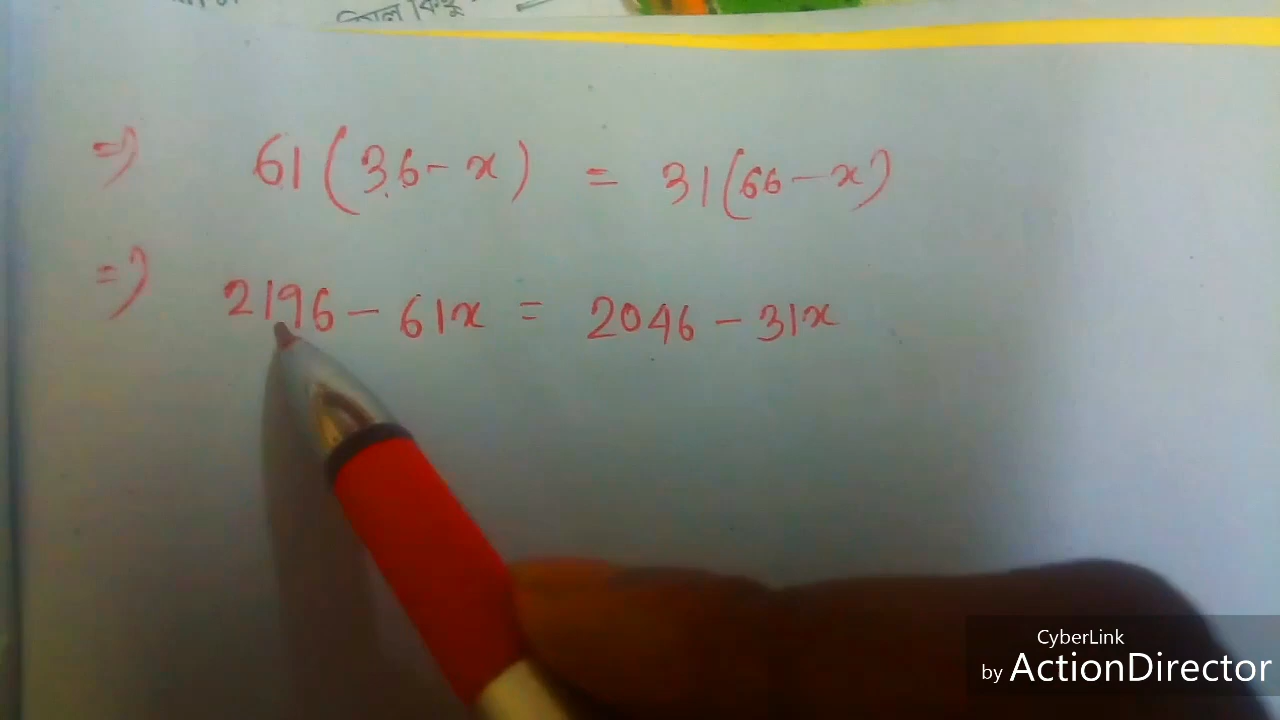 কিছু
⇒ 61(36-x) = 31(66-x)
⇒ 2196-61x = 2046-31x
CyberLink
by ActionDirector